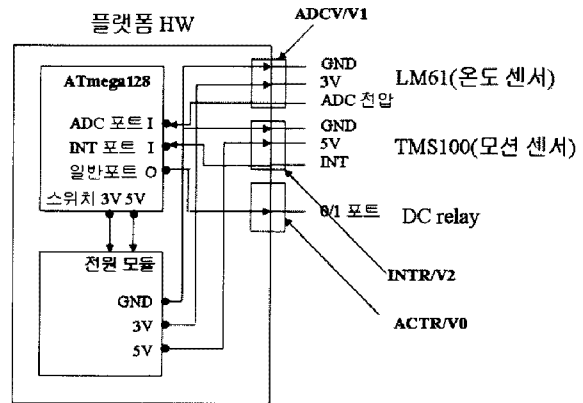 플랫폼 HW
ADCV/V1
ATmega128
GND
3V
ADC 전압
LM61(온도 센서)
ADC 포트 I
INT 포트 I
일반포트 O
스위치 3V 5V
GND
5V
INT
TMS100(모션 센서)
0/1 포트
DC relay
전원 모듈
GND
3V
5V
INTR/V2
ACTR/V0